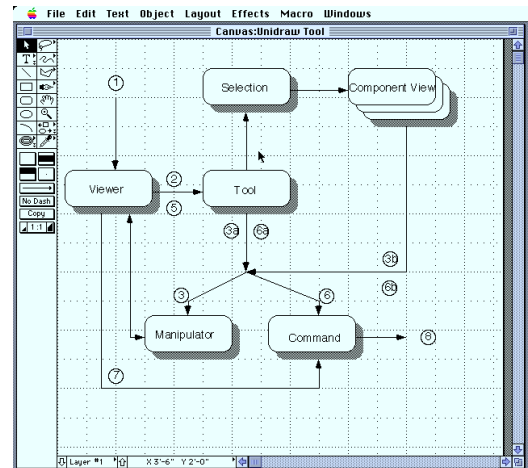 File Edit Text Object Layout Effects Macro Windows
Canvas:Unidraw Tool
T
1
Selection
Component View
Viewer
2
5
Tool
3a
6a
3b
6b
3
6
Manipulator
Command
8
7
No Dash
Copy
1:1
Layer #1
X 3'-6" Y 2'-0"